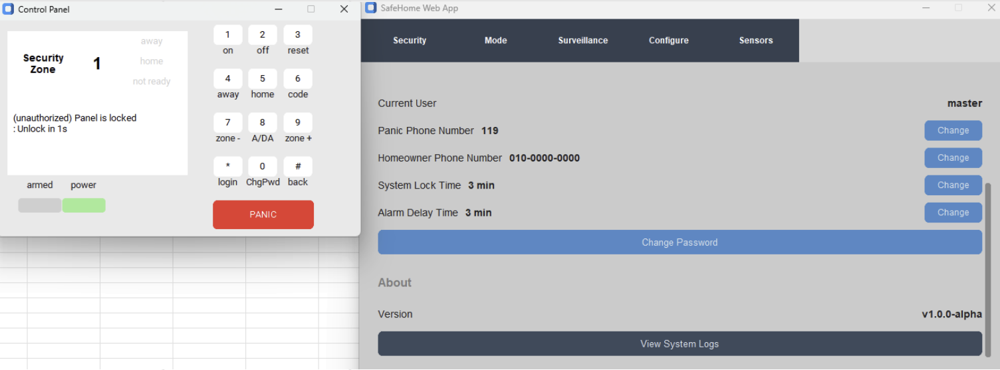 Control Panel
Security
Zone
1
away
home
not ready
(unauthorized) Panel is locked
: Unlock in 1s
armed power
1 2 3
on off reset
4 5 6
away home code
7 8 9
zone - A/DA zone +
* 0 #
login ChgPwd back
PANIC
SafeHome Web App
Security Mode Surveillance Configure Sensors
Current User master
Panic Phone Number 119 Change
Homeowner Phone Number 010-0000-0000 Change
System Lock Time 3 min Change
Alarm Delay Time 3 min Change
Change Password
About
Version v1.0.0-alpha
View System Logs